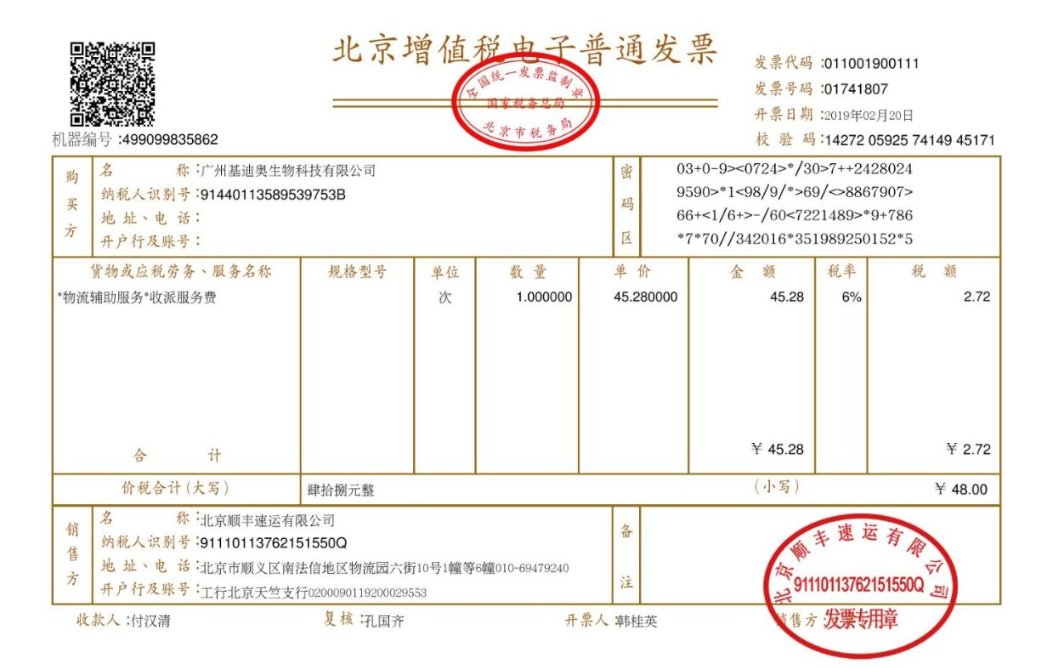 北京增值税电子普通发票
全国统一发票监制章
国家税务总局
北京市税务局
发票代码:011001900111
发票号码:01741807
开票日期:2019年02月20日
校 验 码:14272 05925 74149 45171
机器编号:499099835862
购买方
名 称:广州基迪奥生物科技有限公司
纳税人识别号:91440113589539753B
地 址、电 话:
开户行及账号:
密码区
03+0-9><0724>*/30>7++2428024
9590>*1<98/9/*>69/<>8867907>
66+<1/6+>-/60<7221489>*9+786
*7*70//342016*351989250152*5
货物或应税劳务、服务名称 规格型号 单位 数 量 单 价 金 额 税率 税 额
*物流辅助服务*收派服务费 次 1.000000 45.280000 45.28 6% 2.72
合 计 ¥ 45.28 ¥ 2.72
价税合计(大写) 肆拾捌元整 (小写) ¥ 48.00
销售方
名 称:北京顺丰速运有限公司
纳税人识别号:91110113762151550Q
地 址、电 话:北京市顺义区南法信地区物流园六街10号1幢等6幢010-69479240
开户行及账号:工行北京天竺支行0200090119200029553
备注
北京顺丰速运有限公司
91110113762151550Q
发票专用章
收款人:付汉清 复核:孔国齐 开票人:韩桂英 销售方: